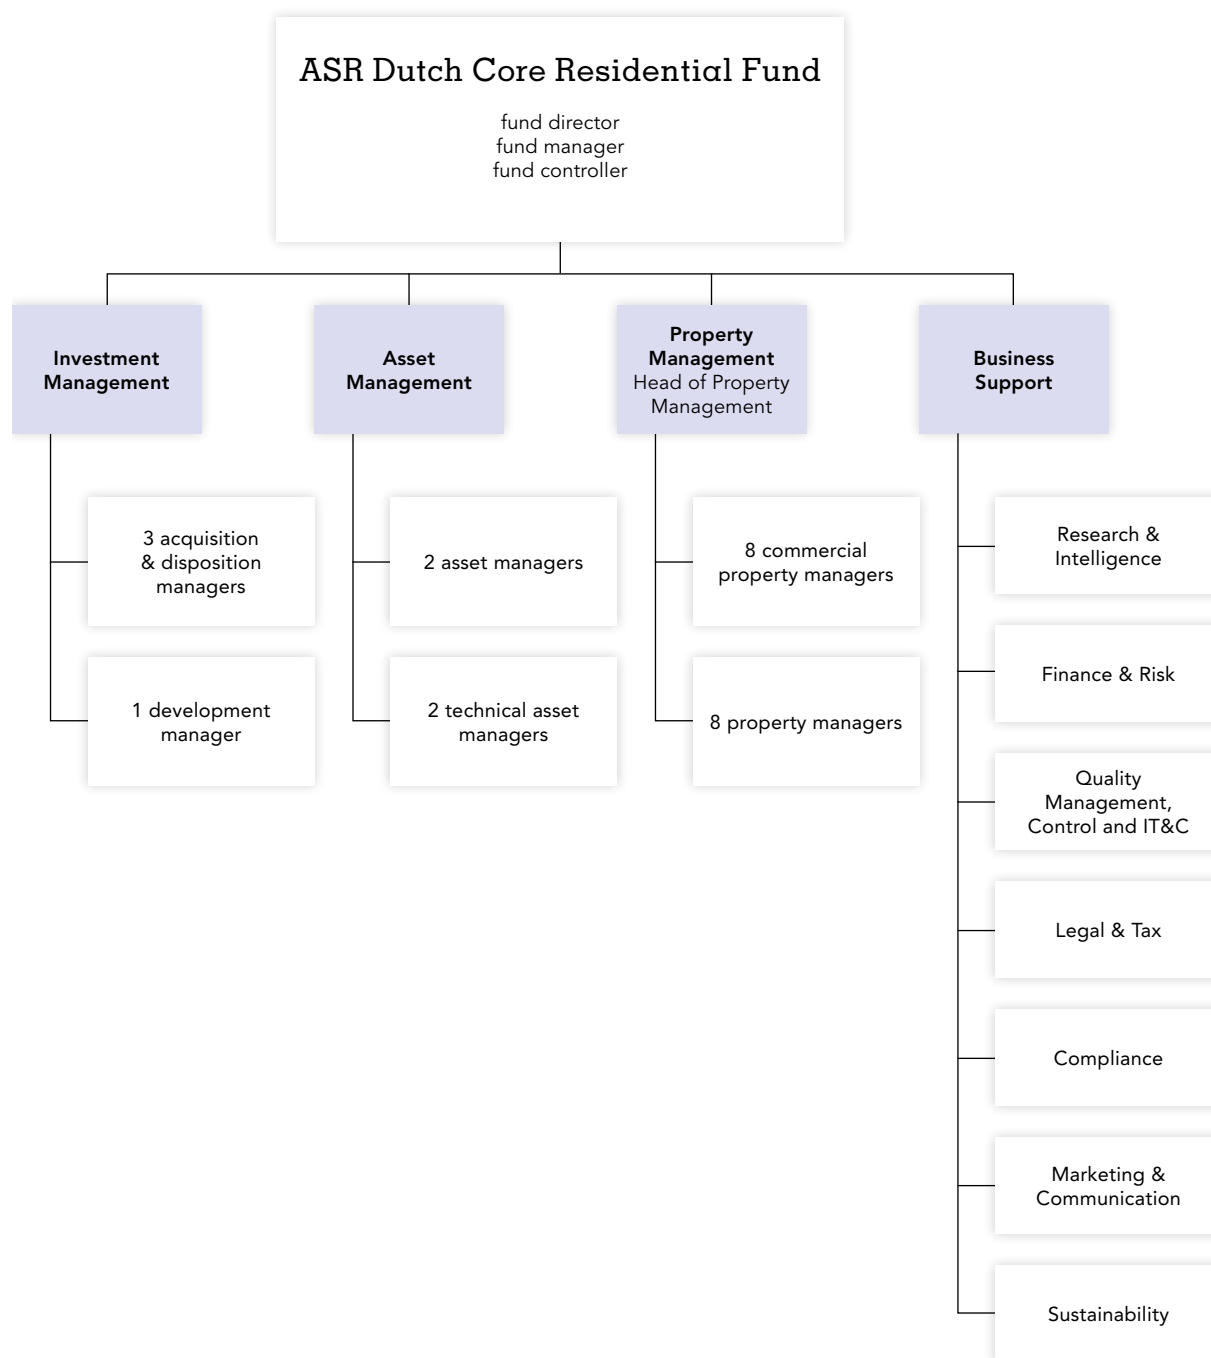 ASR Dutch Core Residential Fund
fund director
fund manager
fund controller
Investment
Management
Asset
Management
Property
Management
Head of Property
Management
Business
Support
3 acquisition
& disposition
managers
1 development
manager
2 asset managers
2 technical asset
managers
8 commercial
property managers
8 property managers
Research &
Intelligence
Finance & Risk
Quality
Management,
Control and IT&C
Legal & Tax
Compliance
Marketing &
Communication
Sustainability